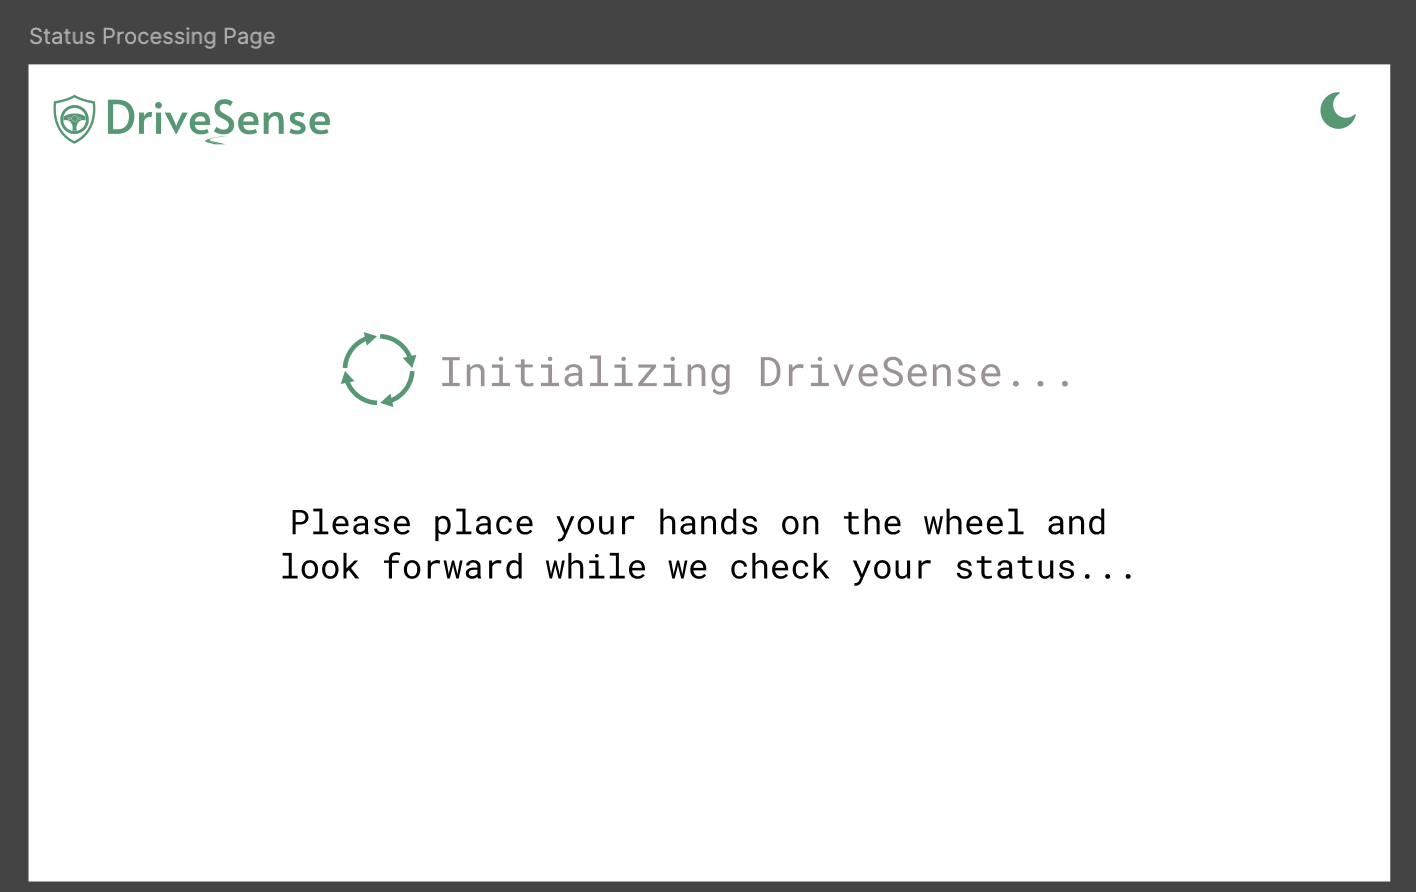 Status Processing Page
DriveSense
Initializing DriveSense...
Please place your hands on the wheel and
look forward while we check your status...